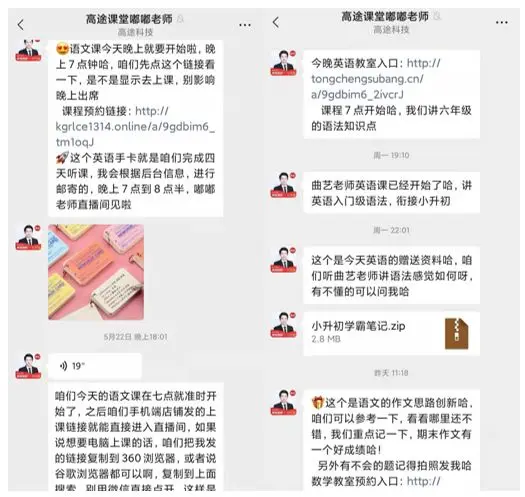 高途课堂嘟嘟老师
高途科技
语文课今天晚上就要开始啦,晚
上7点钟哈,咱们先点这个链接看
一下,是不是显示去上课,别影响
晚上出席
课程预约链接:http://
kgrlce1314.online/a/9gdbim6_
tm1oqJ
这个英语手卡就是咱们完成四
天听课,我会根据后台信息,进行
邮寄的,晚上7点到8点半,嘟嘟
老师直播间见啦
5月22日 晚上18:01
19"
咱们今天的语文课在七点就准时开
始了,之后咱们手机端店铺发的上
课链接就能直接进入直播间,如果
说想要电脑上课的话,咱们把我发
的链接复制到360浏览器,或者说
谷歌浏览器都可以啊,复制到上面
搜索,别用微信直接点开,这样是
高途课堂嘟嘟老师
高途科技
今晚英语教室入口:http://
tongchengsubang.cn/
a/9gdbim6_2ivcrJ
课程7点开始哈,我们讲六年级
的语法知识点
周一 19:10
曲艺老师英语课已经开始了哈,讲
英语入门级语法,衔接小升初
周一 22:01
这个是今天英语的赠送资料哈,咱
们听曲艺老师讲语法感觉如何呀,
有不懂的可以问我哈
小升初学霸笔记.zip
2.8 MB
昨天 11:18
这个是语文的作文思路创新哈,
咱们可以参考一下,看看哪里还不
错,我们重点记一下,期末作文有
一个好成绩哈!
另外有不会的题记得拍照发我哈
数学教室预约入口:http://